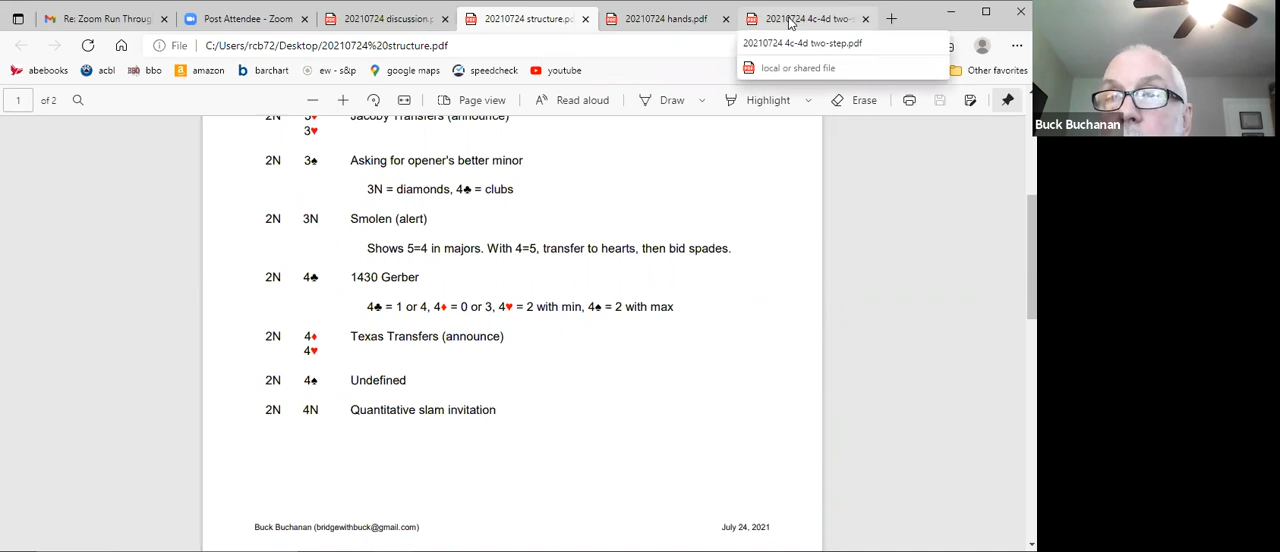 Re: Zoom Run Throug
Post Attendee - Zoom
20210724 discussion.p
20210724 structure.pd
20210724 hands.pdf
20210724 4c-4d two-s
File C:/Users/rcb72/Desktop/20210724%20structure.pdf
20210724 4c-4d two-step.pdf
local or shared file
abebooks acbl bbo amazon barchart ew - s&p google maps speedcheck youtube Other favorites
1 of 2 Page view Read aloud Draw Highlight Erase
Buck Buchanan
2N 3♦ Jacoby Transfers (announce)
3♥
2N 3♠ Asking for opener's better minor
3N = diamonds, 4♣ = clubs
2N 3N Smolen (alert)
Shows 5=4 in majors. With 4=5, transfer to hearts, then bid spades.
2N 4♣ 1430 Gerber
4♣ = 1 or 4, 4♦ = 0 or 3, 4♥ = 2 with min, 4♠ = 2 with max
2N 4♦ Texas Transfers (announce)
4♥
2N 4♠ Undefined
2N 4N Quantitative slam invitation
Buck Buchanan (bridgewithbuck@gmail.com) July 24, 2021